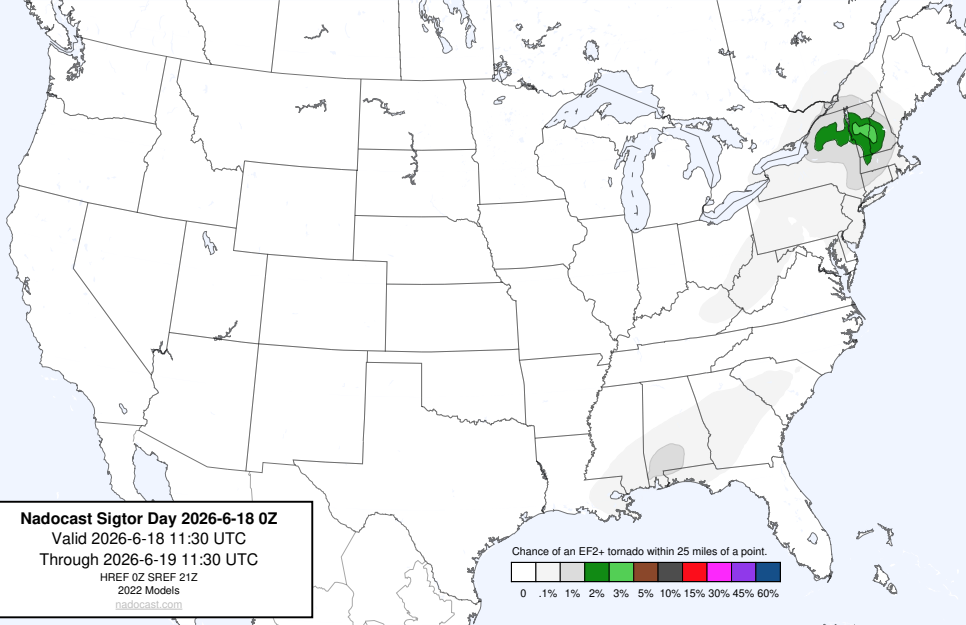 Nadocast Sigtor Day 2026-6-18 0Z
Valid 2026-6-18 11:30 UTC
Through 2026-6-19 11:30 UTC
HREF 0Z SREF 21Z
2022 Models
nadocast.com
Chance of an EF2+ tornado within 25 miles of a point.
0 .1% 1% 2% 3% 5% 10% 15% 30% 45% 60%